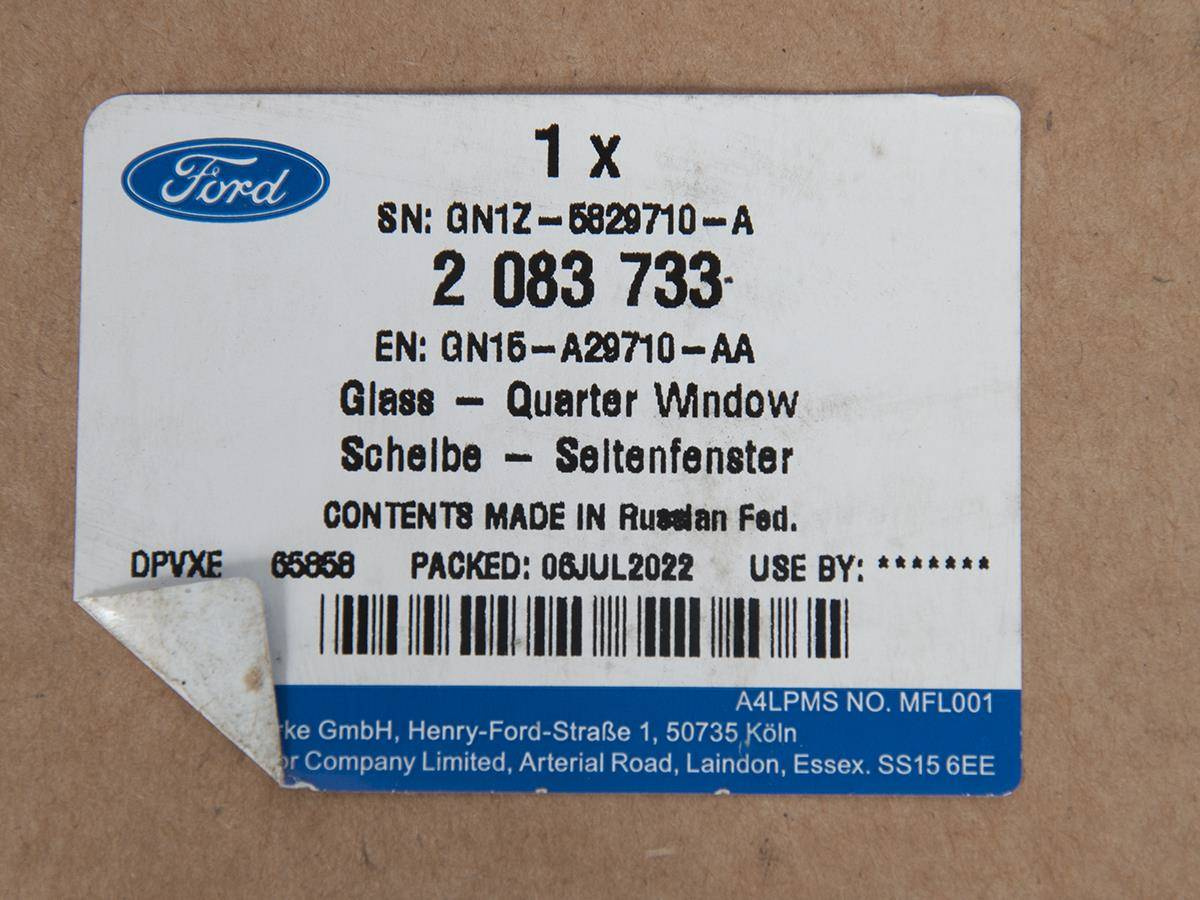 Ford
1 x
SN: GN1Z-5829710-A
2 083 733
EN: GN15-A29710-AA
Glass - Quarter Window
Scheibe - Seitenfenster
CONTENTS MADE IN Russian Fed.
DPVXE 65858 PACKED: 06JUL2022 USE BY: *******
A4LPMS NO. MFL001
GmbH, Henry-Ford-Straße 1, 50735 Köln
Company Limited, Arterial Road, Laindon, Essex. SS15 6EE